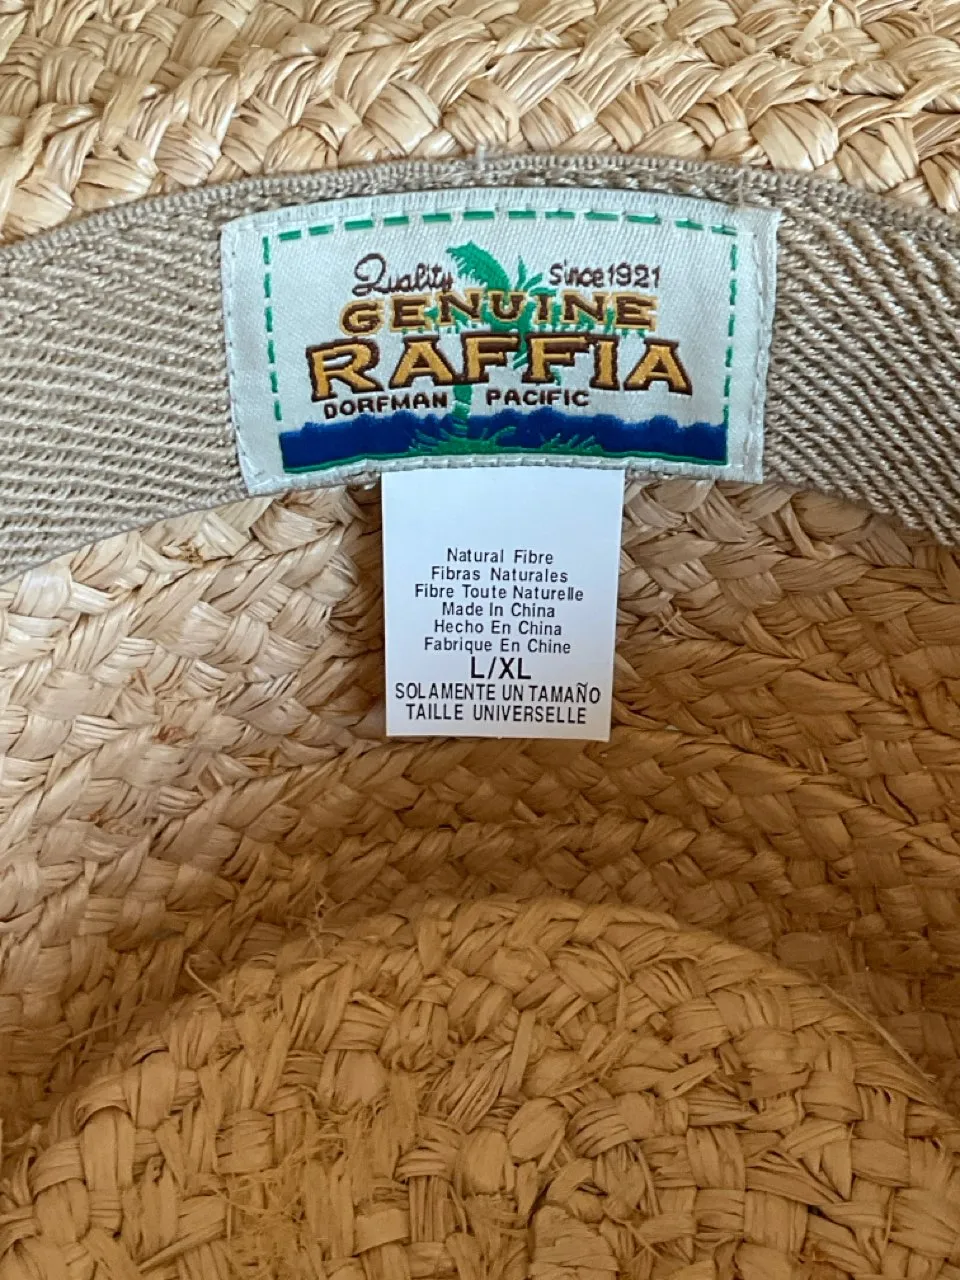 Quality Since 1921
GENUINE
RAFFIA
DORFMAN PACIFIC
Natural Fibre
Fibras Naturales
Fibre Toute Naturelle
Made In China
Hecho En China
Fabrique En Chine
L/XL
SOLAMENTE UN TAMAÑO
TAILLE UNIVERSELLE